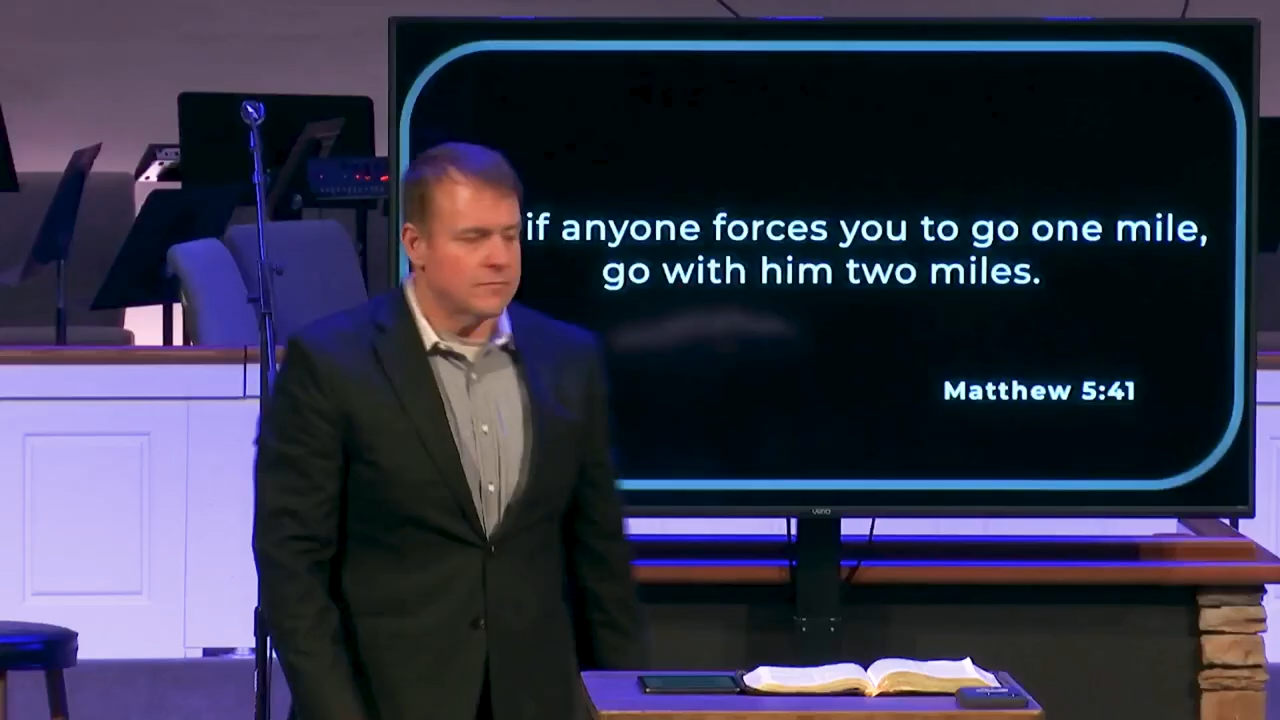 if anyone forces you to go one mile,
go with him two miles.
Matthew 5:41